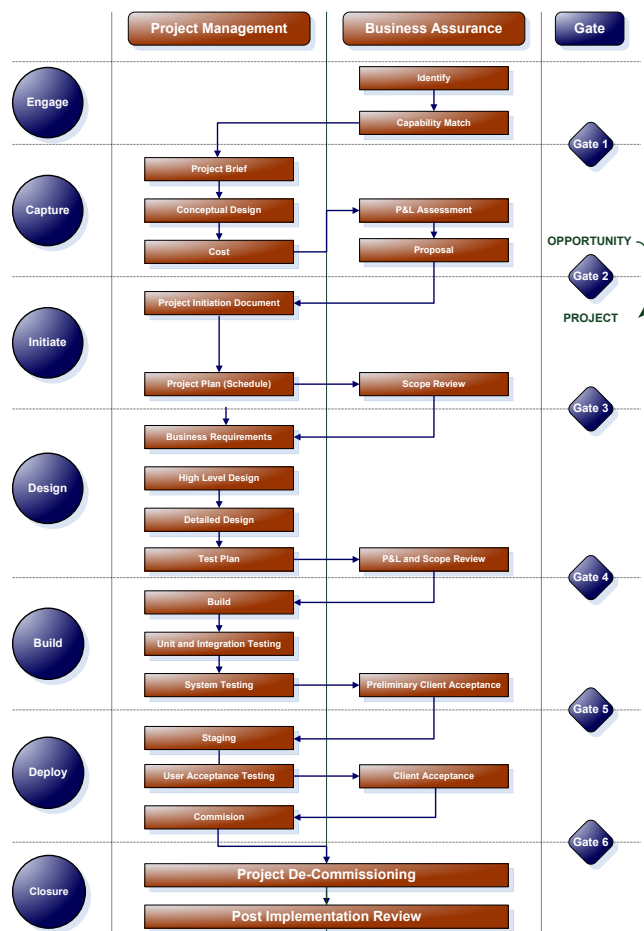 Project Management
Business Assurance
Gate
Engage
Identify
Capability Match
Gate 1
Capture
Project Brief
Conceptual Design
P&L Assessment
Cost
Proposal
OPPORTUNITY
Gate 2
PROJECT
Initiate
Project Initiation Document
Project Plan (Schedule)
Scope Review
Gate 3
Design
Business Requirements
High Level Design
Detailed Design
Test Plan
P&L and Scope Review
Gate 4
Build
Build
Unit and Integration Testing
System Testing
Preliminary Client Acceptance
Gate 5
Deploy
Staging
User Acceptance Testing
Client Acceptance
Commision
Gate 6
Closure
Project De-Commissioning
Post Implementation Review